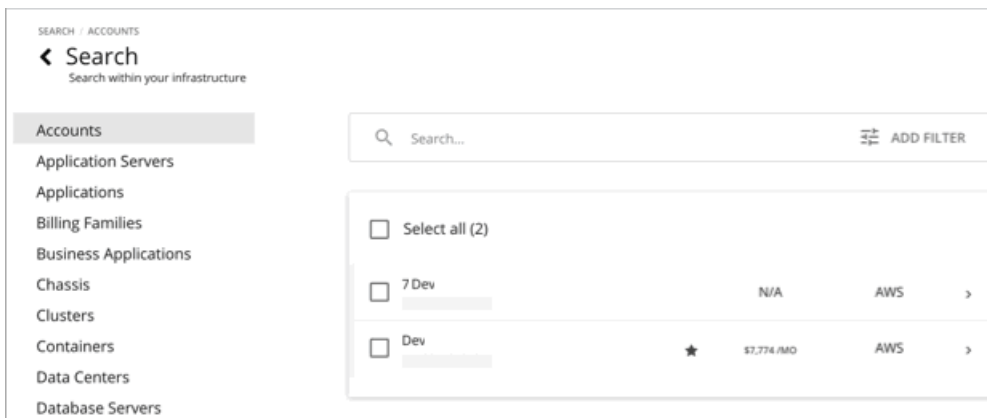 SEARCH / ACCOUNTS
Search
Search within your infrastructure
Accounts
Application Servers
Applications
Billing Families
Business Applications
Chassis
Clusters
Containers
Data Centers
Database Servers
Search...
ADD FILTER
Select all (2)
7 Dev N/A AWS
Dev $7,774 /MO AWS